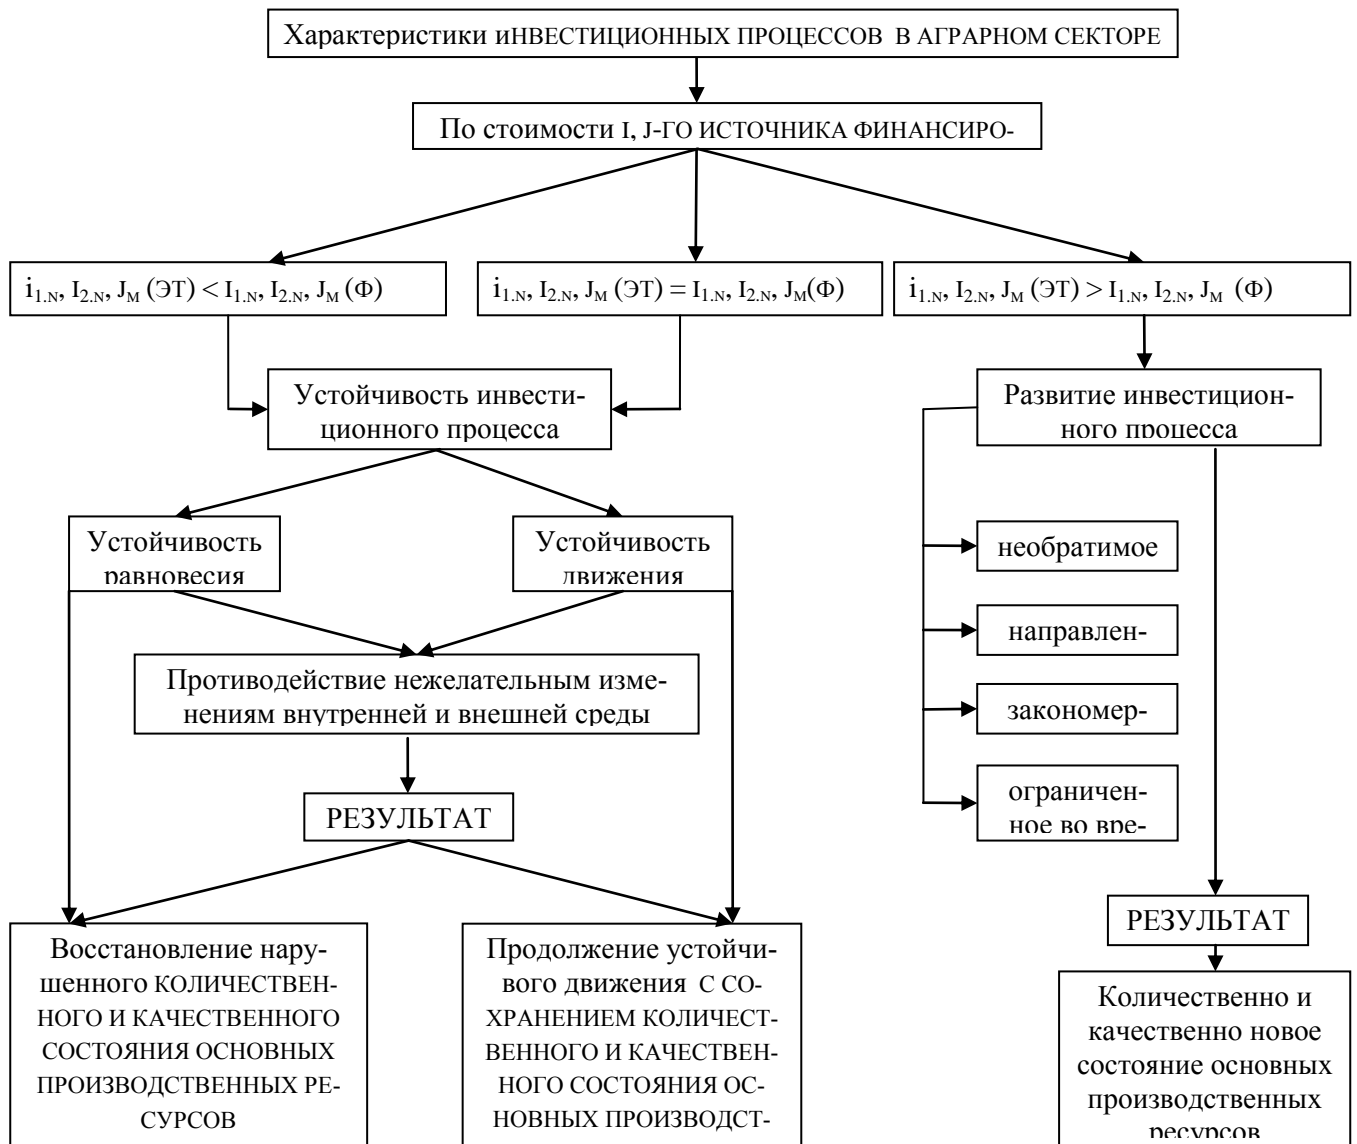 Характеристики иНВЕСТИЦИОННЫХ ПРОЦЕССОВ В АГРАРНОМ СЕКТОРЕ
По стоимости I, J-ГО ИСТОЧНИКА ФИНАНСИРО-
i1.N, I2.N, JM (ЭТ) < I1.N, I2.N, JM (Ф)
i1.N, I2.N, JM (ЭТ) = I1.N, I2.N, JM(Ф)
i1.N, I2.N, JM (ЭТ) > I1.N, I2.N, JM (Ф)
Устойчивость инвести-
ционного процесса
Развитие инвестицион-
ного процесса
Устойчивость
равновесия
Устойчивость
движения
необратимое
направлен-
закономер-
ограничен-
ное во вре-
Противодействие нежелательным изме-
нениям внутренней и внешней среды
РЕЗУЛЬТАТ
РЕЗУЛЬТАТ
Восстановление нару-
шенного КОЛИЧЕСТВЕН-
НОГО И КАЧЕСТВЕННОГО
СОСТОЯНИЯ ОСНОВНЫХ
ПРОИЗВОДСТВЕННЫХ РЕ-
СУРСОВ
Продолжение устойчи-
вого движения С СО-
ХРАНЕНИЕМ КОЛИЧЕСТ-
ВЕННОГО И КАЧЕСТВЕН-
НОГО СОСТОЯНИЯ ОС-
НОВНЫХ ПРОИЗВОДСТ-
Количественно и
качественно новое
состояние основных
производственных
ресурсов